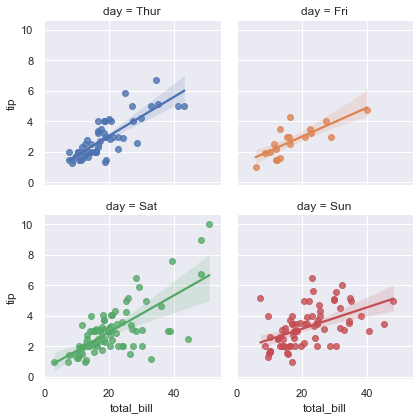 day = Thur
day = Fri
10
8
6
4
2
0
tip
day = Sat
day = Sun
10
8
6
4
2
0
tip
0 20 40
0 20 40
total_bill
total_bill